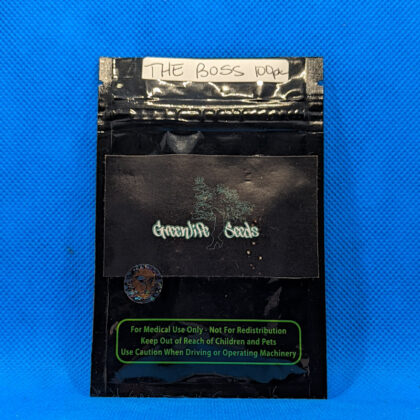 THE BOSS 100pk
Greenlife Seeds
For Medical Use Only - Not For Redistribution
Keep Out of Reach of Children and Pets
Use Caution When Driving or Operating Machinery